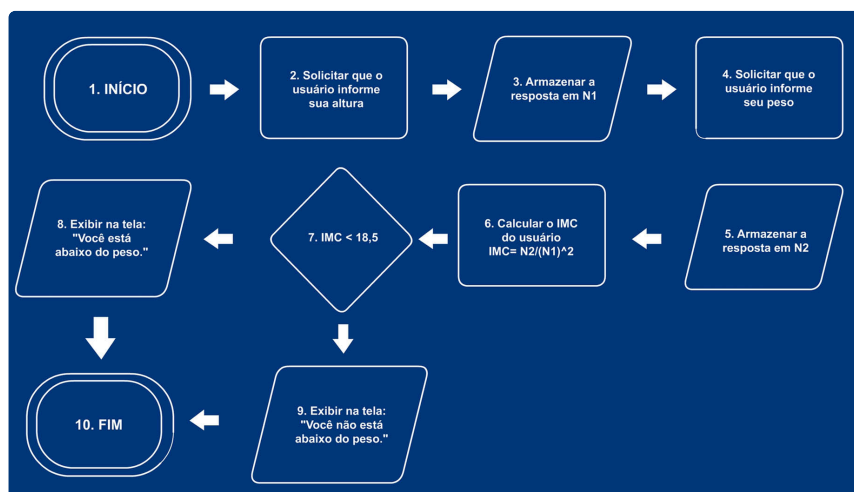 1. INÍCIO
2. Solicitar que o
usuário informe
sua altura
3. Armazenar a
resposta em N1
4. Solicitar que o
usuário informe
seu peso
5. Armazenar a
resposta em N2
6. Calcular o IMC
do usuário
IMC= N2/(N1)^2
7. IMC < 18,5
8. Exibir na tela:
"Você está
abaixo do peso."
9. Exibir na tela:
"Você não está
abaixo do peso."
10. FIM